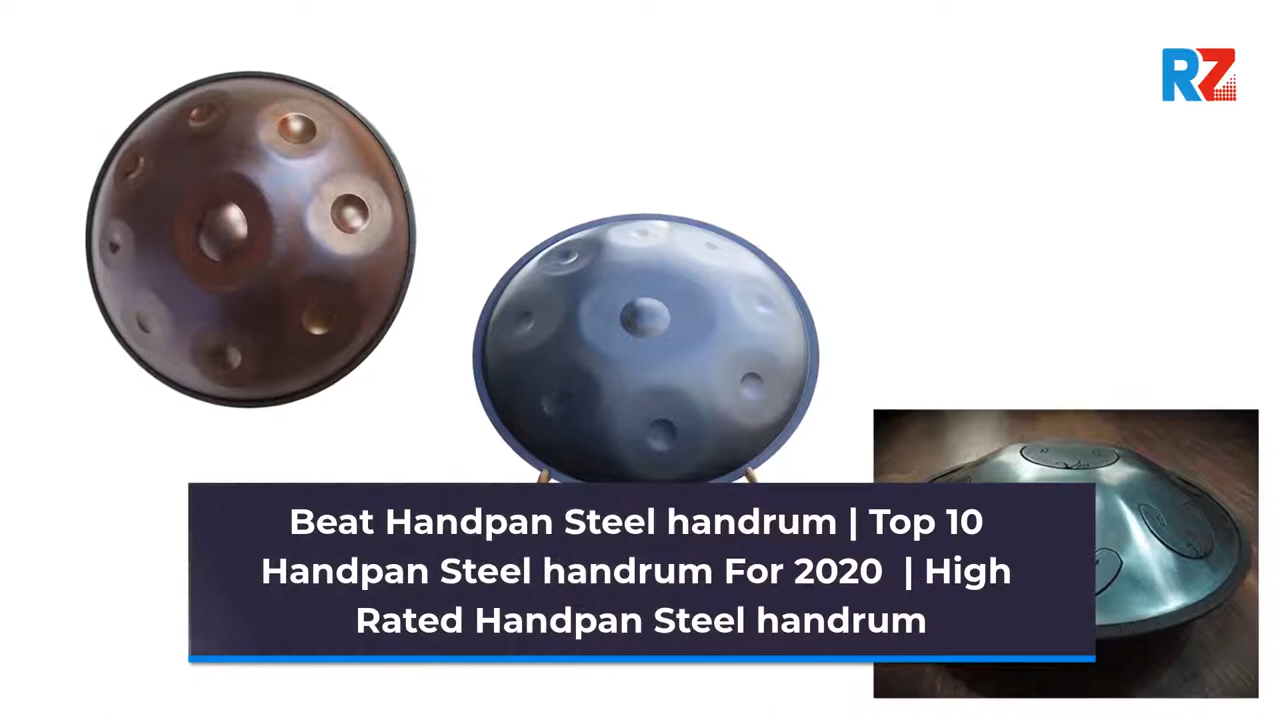 RZ
Beat Handpan Steel handrum | Top 10
Handpan Steel handrum For 2020 | High
Rated Handpan Steel handrum